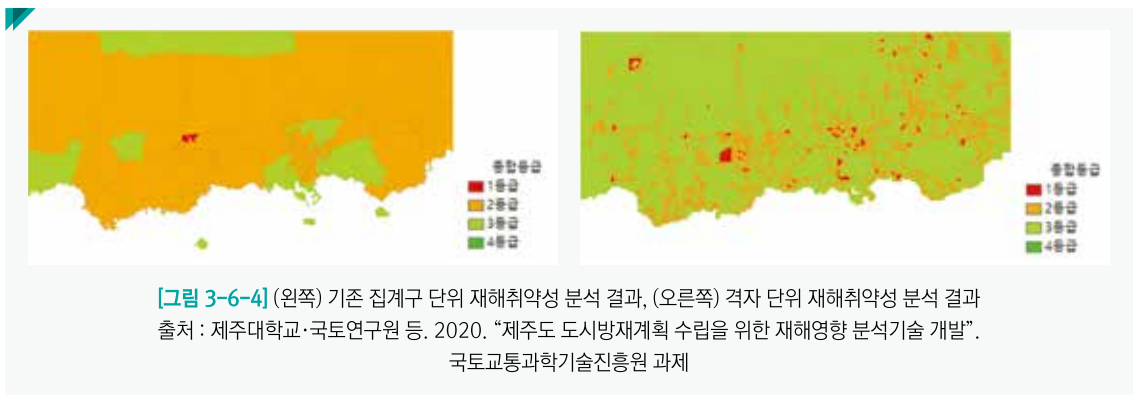 종합등급
1등급
2등급
3등급
4등급
종합등급
1등급
2등급
3등급
4등급
[그림 3-6-4] (왼쪽) 기존 집계구 단위 재해취약성 분석 결과, (오른쪽) 격자 단위 재해취약성 분석 결과
출처 : 제주대학교·국토연구원 등. 2020. “제주도 도시방재계획 수립을 위한 재해영향 분석기술 개발”.
국토교통과학기술진흥원 과제